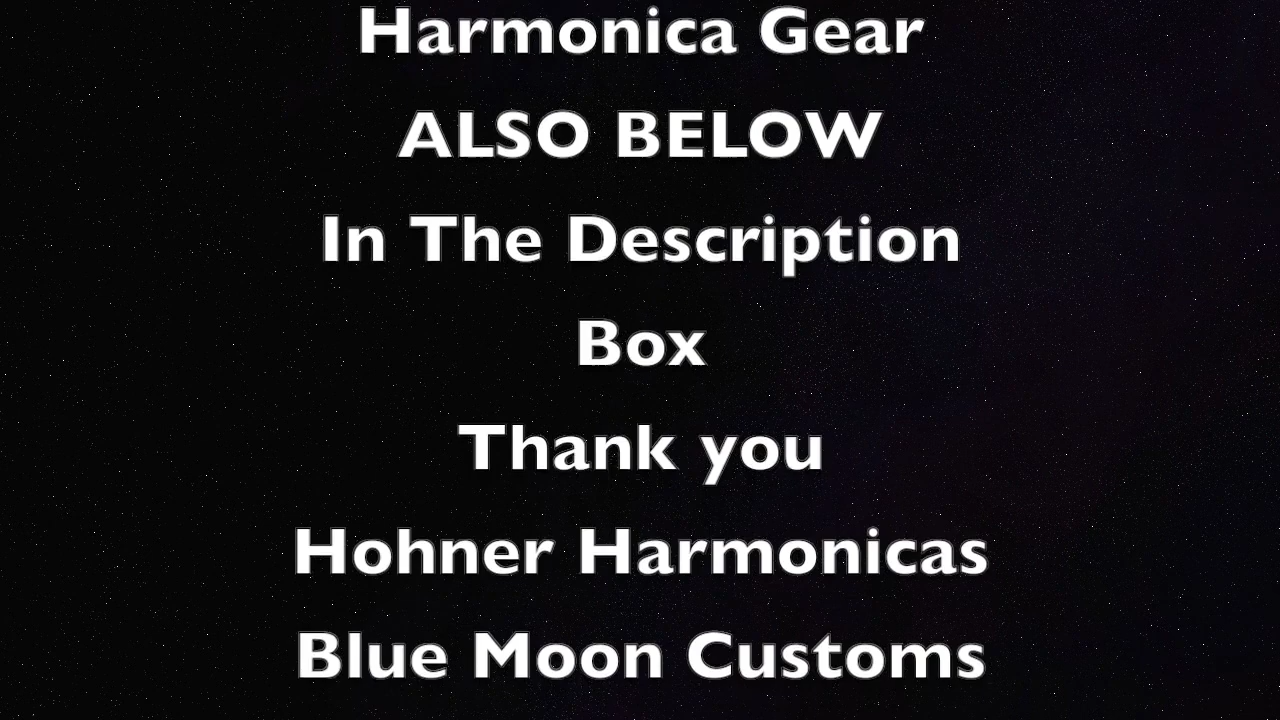 Harmonica Gear
ALSO BELOW
In The Description
Box
Thank you
Hohner Harmonicas
Blue Moon Customs